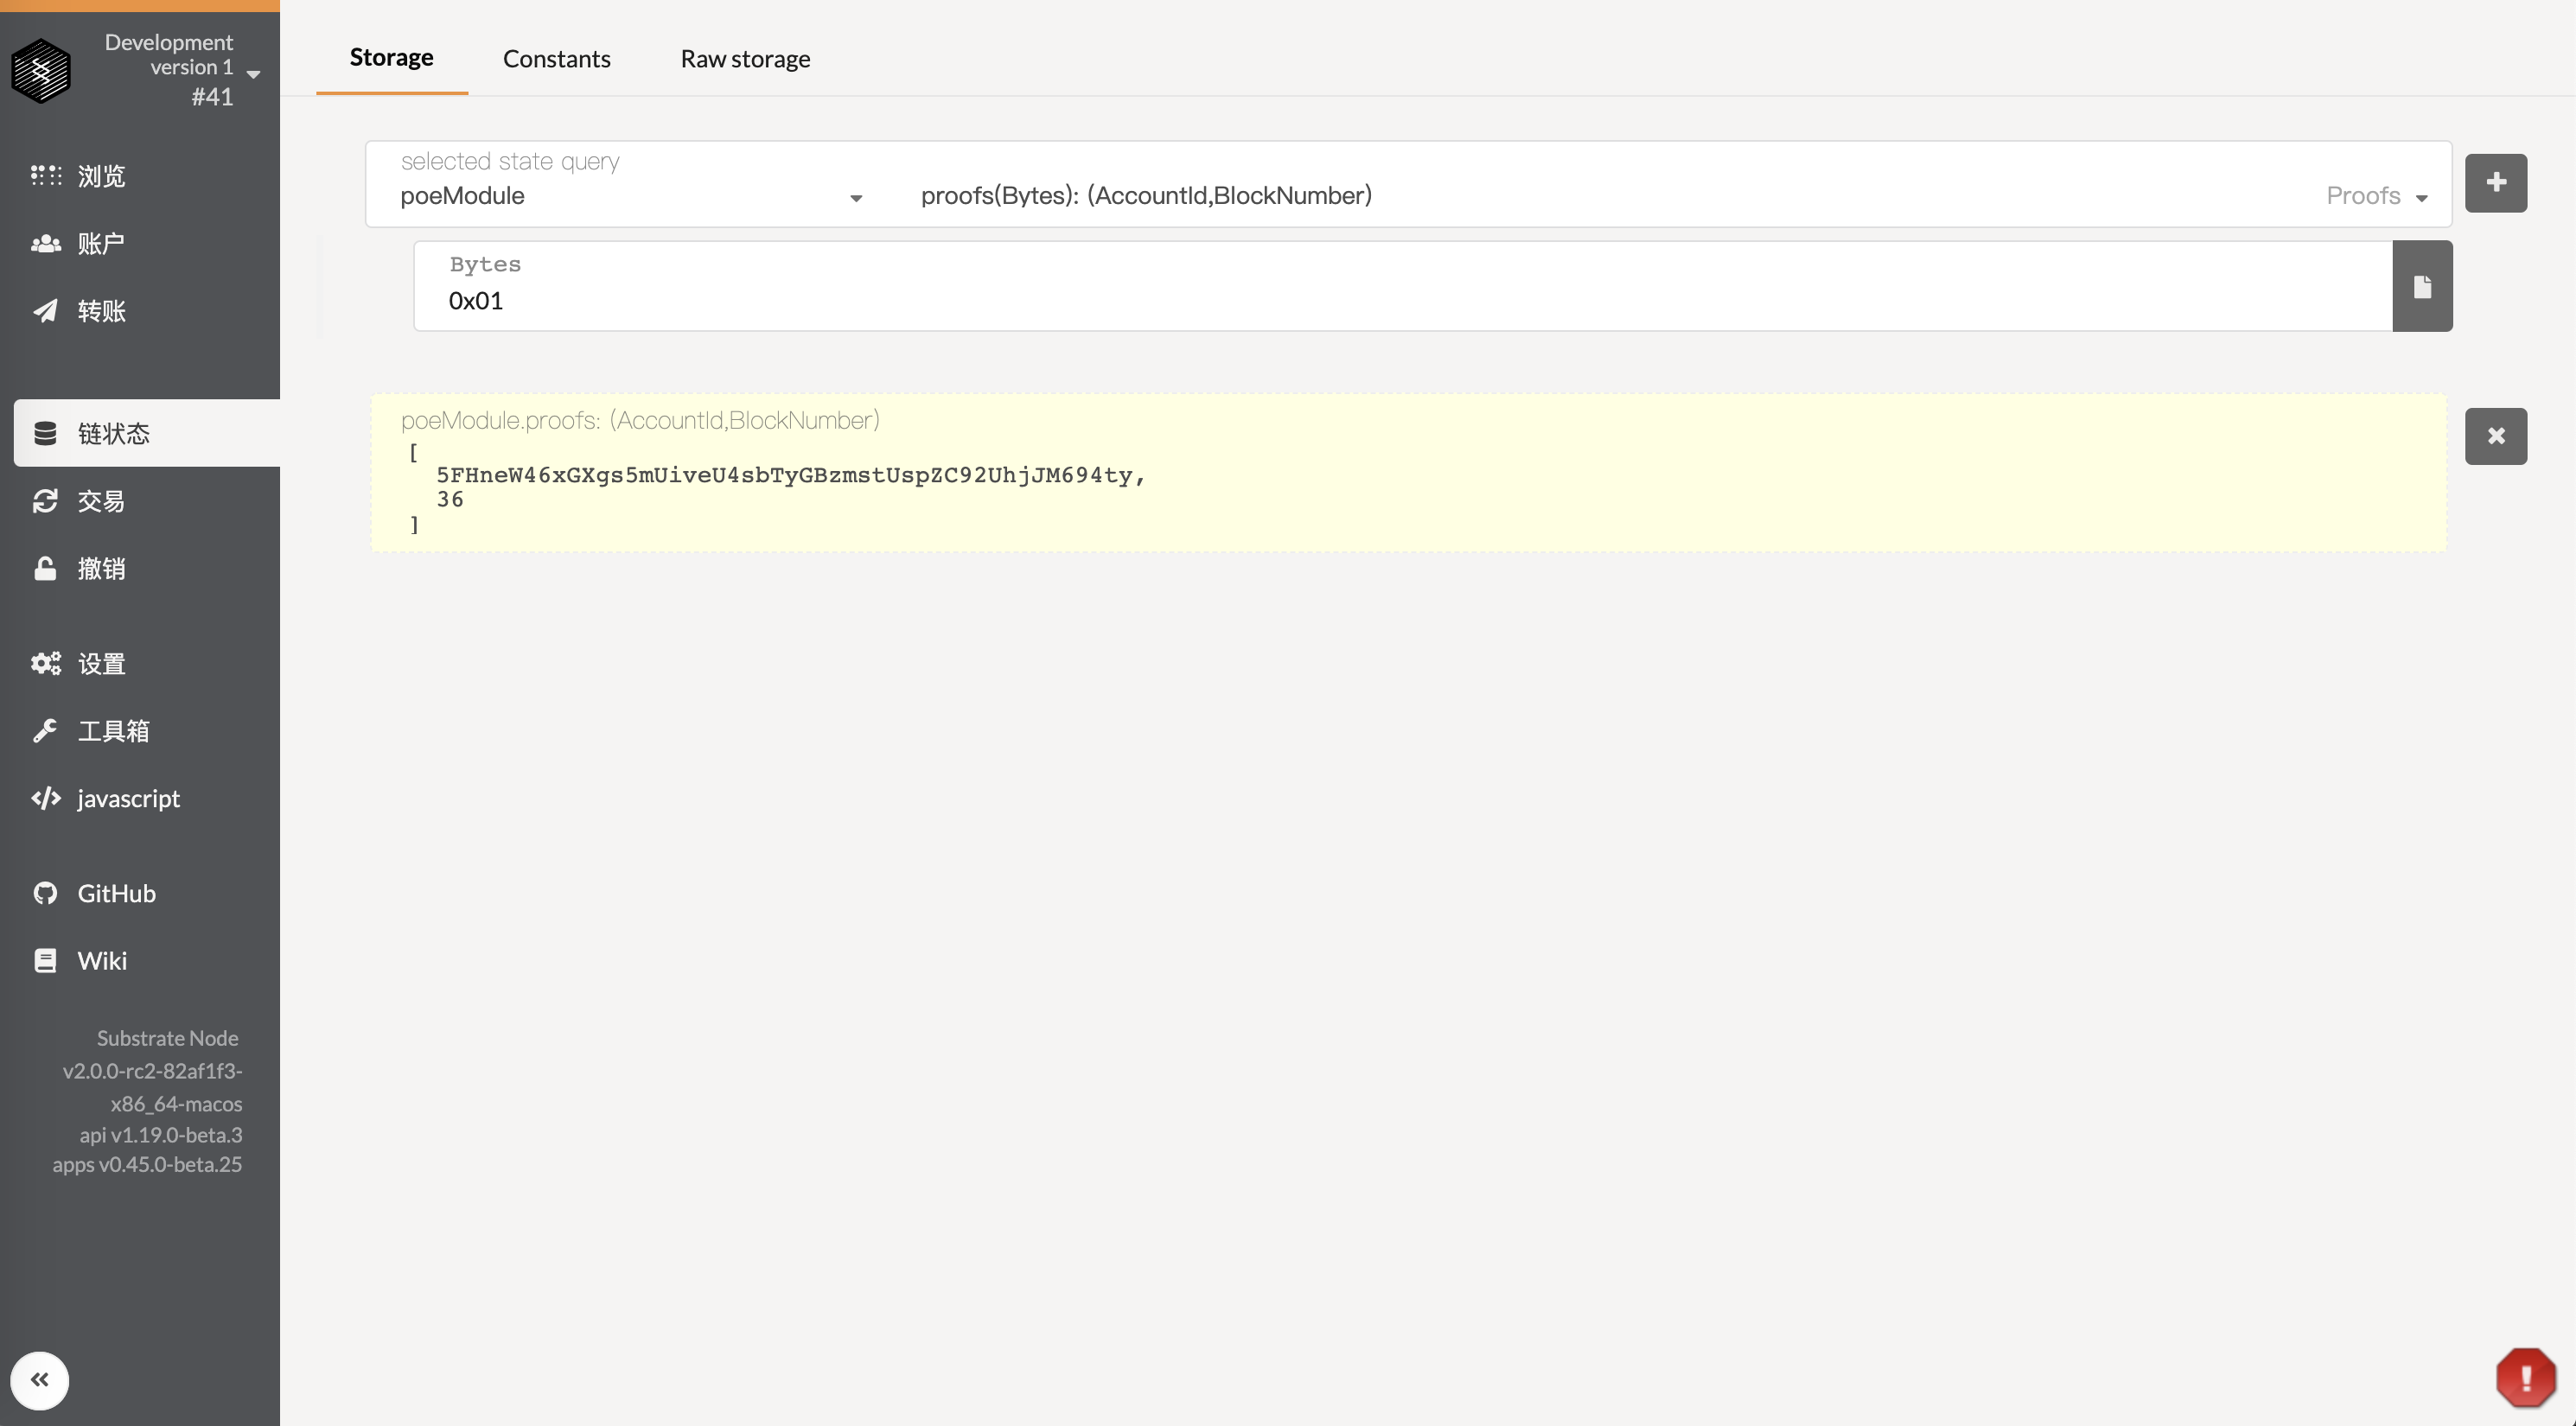 Development
version 1
#41
浏览
账户
转账
链状态
交易
撤销
设置
工具箱
javascript
GitHub
Wiki
Substrate Node
v2.0.0-rc2-82af1f3-
x86_64-macos
api v1.19.0-beta.3
apps v0.45.0-beta.25
Storage Constants Raw storage
selected state query
poeModule proofs(Bytes): (AccountId,BlockNumber) Proofs
Bytes
0x01
poeModule.proofs: (AccountId,BlockNumber)
[
5FHneW46xGXgs5mUiveU4sbTyGBzmstUspZC92UhjJM694ty,
36
]